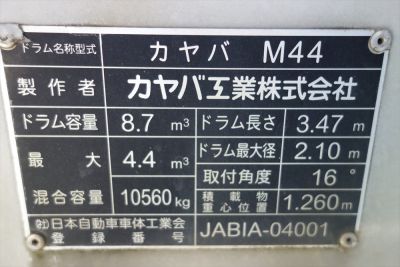 ドラム名称型式 カヤバ M44
製作者 カヤバ工業株式会社
ドラム容量 8.7 m³ ドラム長さ 3.47 m
最大 4.4 m³ ドラム最大径 2.10 m
混合容量 10560kg 取付角度 16°
積載物重心位置 1.260m
(社)日本自動車車体工業会
登録番号 JABIA-04001